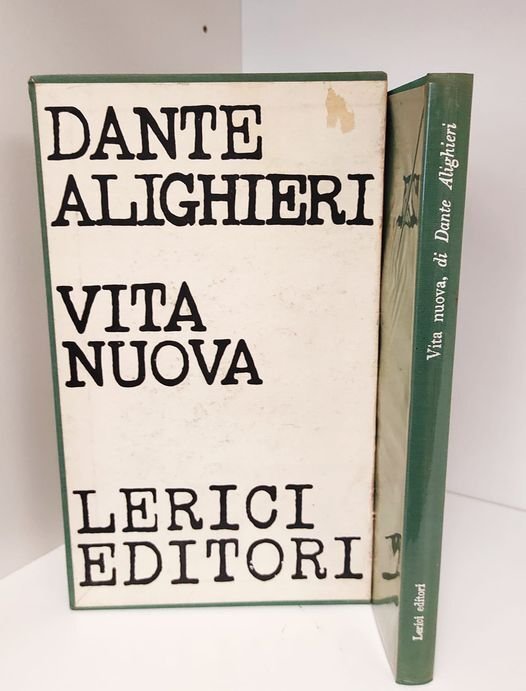 DANTE
ALIGHIERI
VITA
NUOVA
LERICI
EDITORI
Vita nuova, di Dante Alighieri
Lerici editori